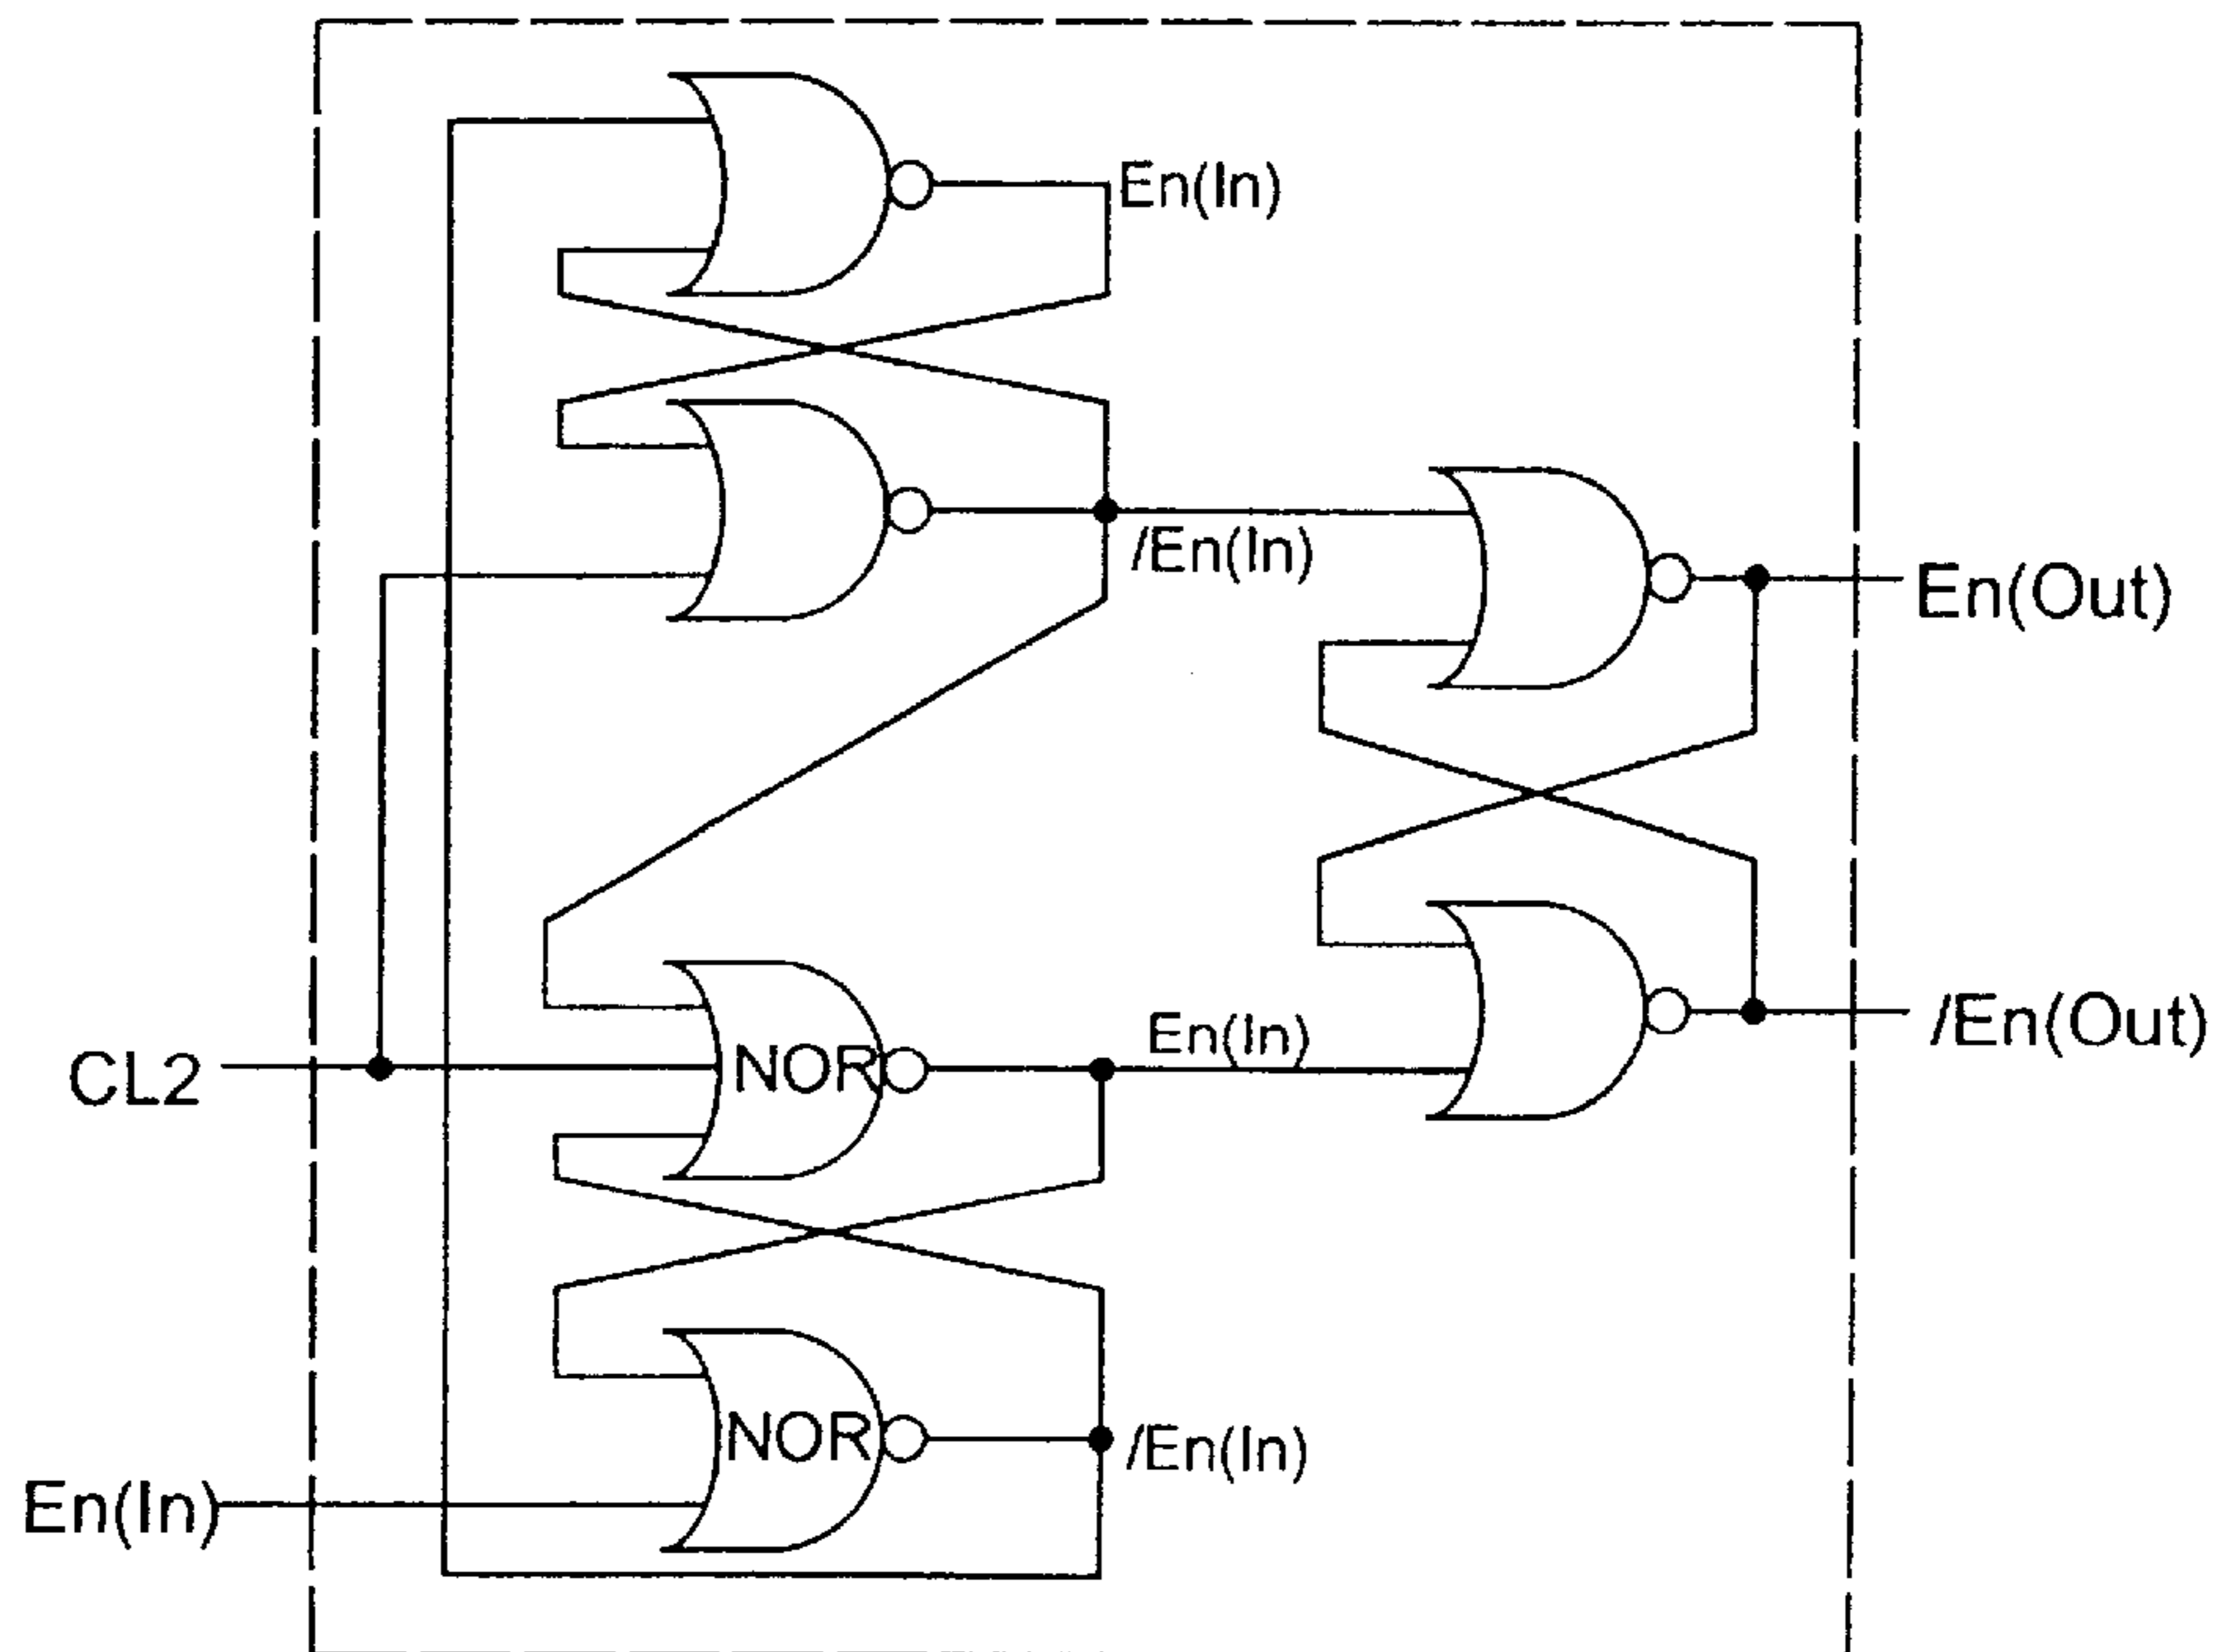 En(In)
/En(In)
En(Out)
En(In)
/En(Out)
CL2
NOR
NOR
/En(In)
En(In)